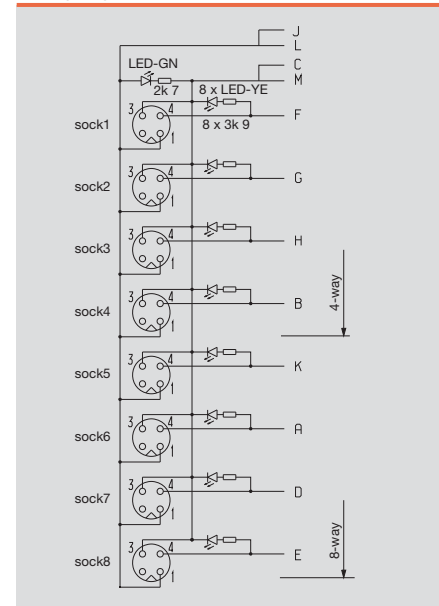 J
L
LED-GN
C
M
2k 7
8 x LED-YE
3 4
F
8 x 3k 9
sock1
1
3 4
G
sock2
1
3 4
H
sock3
1
3 4
B
4-way
sock4
1
3 4
K
sock5
1
3 4
A
sock6
1
3 4
D
sock7
1
3 4
E
8-way
sock8
1